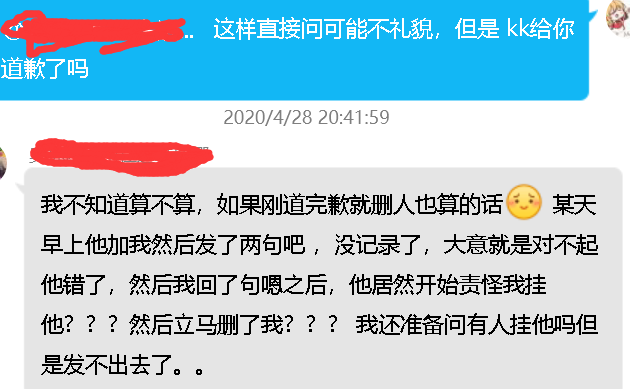 这样直接问可能不礼貌，但是 kk给你
道歉了吗
2020/4/28 20:41:59
我不知道算不算，如果刚道完歉就删人也算的话😔 某天
早上他加我然后发了两句吧 ，没记录了，大意就是对不起
他错了，然后我回了句嗯之后，他居然开始责怪我挂
他？？？然后立马删了我？？？ 我还准备问有人挂他吗但
是发不出去了。。